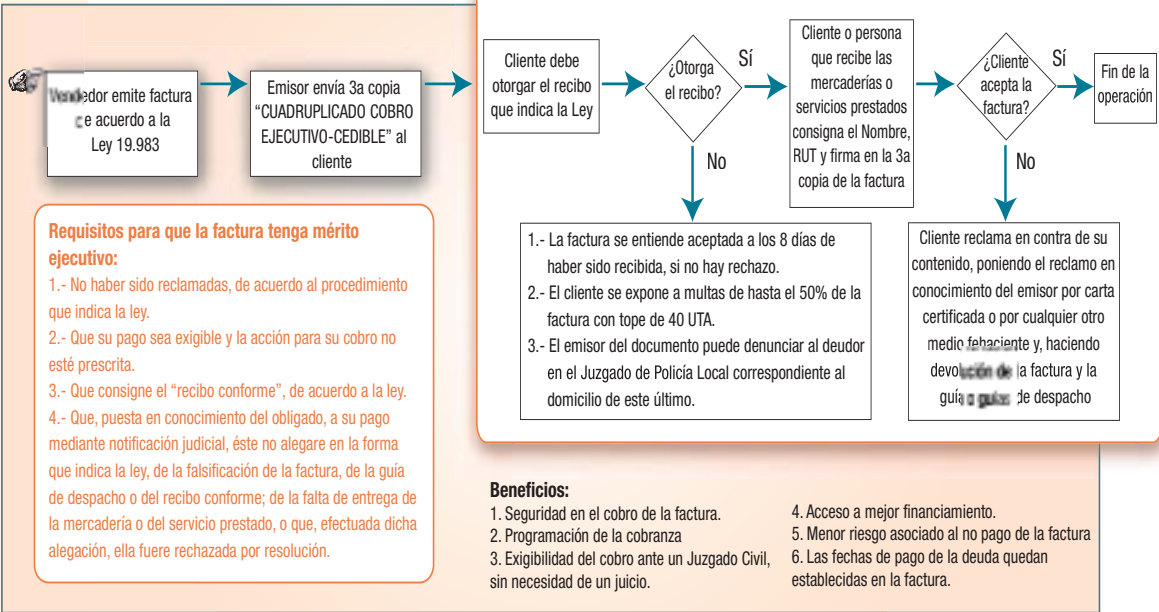 Vendedor emite factura
de acuerdo a la
Ley 19.983
Emisor envía 3a copia
“CUADRUPLICADO COBRO
EJECUTIVO-CEDIBLE” al
cliente
Cliente debe
otorgar el recibo
que indica la Ley
¿Otorga
el recibo?
Sí
No
Cliente o persona
que recibe las
mercaderías o
servicios prestados
consigna el Nombre,
RUT y firma en la 3a
copia de la factura
¿Cliente
acepta la
factura?
Sí
No
Fin de la
operación
1.- La factura se entiende aceptada a los 8 días de
haber sido recibida, si no hay rechazo.
2.- El cliente se expone a multas de hasta el 50% de la
factura con tope de 40 UTA.
3.- El emisor del documento puede denunciar al deudor
en el Juzgado de Policía Local correspondiente al
domicilio de este último.
Cliente reclama en contra de su
contenido, poniendo el reclamo en
conocimiento del emisor por carta
certificada o por cualquier otro
medio fehaciente y, haciendo
devolución de la factura y la
guía o guías de despacho
Requisitos para que la factura tenga mérito
ejecutivo:
1.- No haber sido reclamadas, de acuerdo al procedimiento
que indica la ley.
2.- Que su pago sea exigible y la acción para su cobro no
esté prescrita.
3.- Que consigne el “recibo conforme”, de acuerdo a la ley.
4.- Que, puesta en conocimiento del obligado, a su pago
mediante notificación judicial, éste no alegare en la forma
que indica la ley, de la falsificación de la factura, de la guía
de despacho o del recibo conforme; de la falta de entrega de
la mercadería o del servicio prestado, o que, efectuada dicha
alegación, ella fuere rechazada por resolución.
Beneficios:
1. Seguridad en el cobro de la factura.
2. Programación de la cobranza
3. Exigibilidad del cobro ante un Juzgado Civil,
sin necesidad de un juicio.
4. Acceso a mejor financiamiento.
5. Menor riesgo asociado al no pago de la factura
6. Las fechas de pago de la deuda quedan
establecidas en la factura.